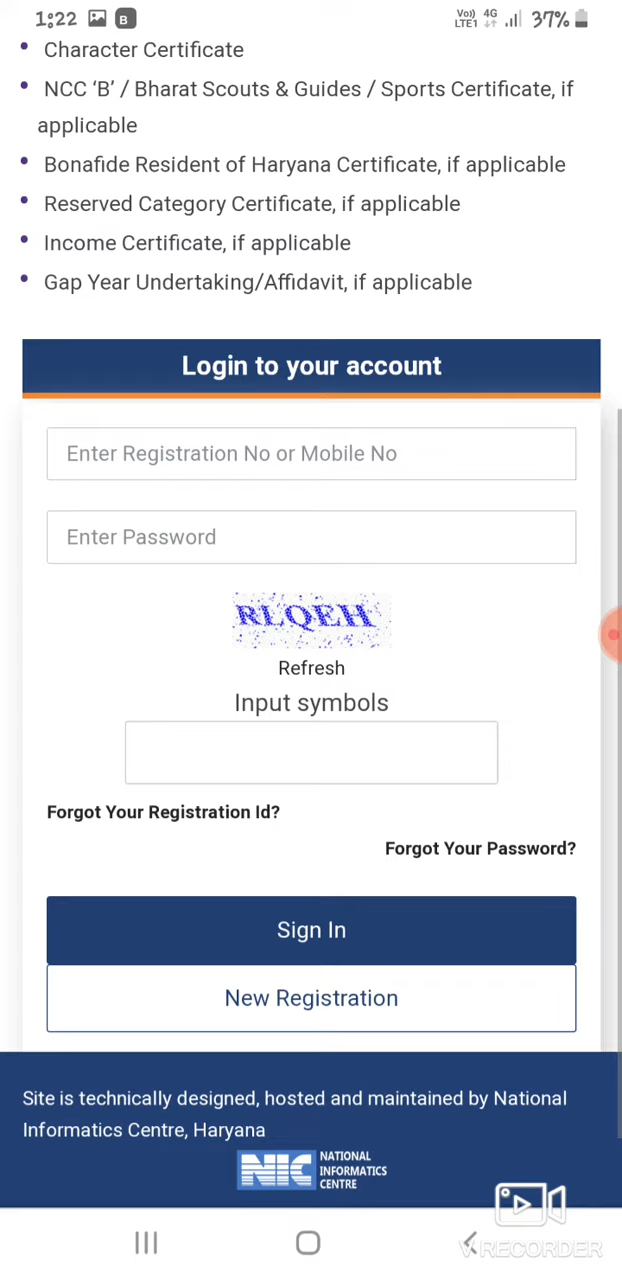 1:22 B Vo)) LTE1 4G 37%
• Character Certificate
• NCC ‘B’ / Bharat Scouts & Guides / Sports Certificate, if
applicable
• Bonafide Resident of Haryana Certificate, if applicable
• Reserved Category Certificate, if applicable
• Income Certificate, if applicable
• Gap Year Undertaking/Affidavit, if applicable
Login to your account
Enter Registration No or Mobile No
Enter Password
RLQEH
Refresh
Input symbols
Forgot Your Registration Id?
Forgot Your Password?
Sign In
New Registration
Site is technically designed, hosted and maintained by National
Informatics Centre, Haryana
NIC NATIONAL
INFORMATICS
CENTRE
V RECORDER